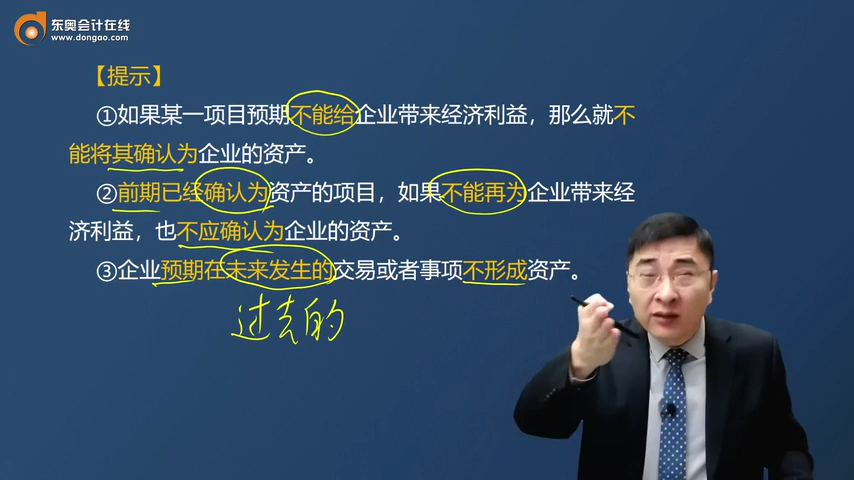 东奥会计在线
www.dongao.com
【提示】
①如果某一项目预期不能给企业带来经济利益，那么就不
能将其确认为企业的资产。
②前期已经确认为资产的项目，如果不能再为企业带来经
济利益，也不应确认为企业的资产。
③企业预期在未来发生的交易或者事项不形成资产。
过去的